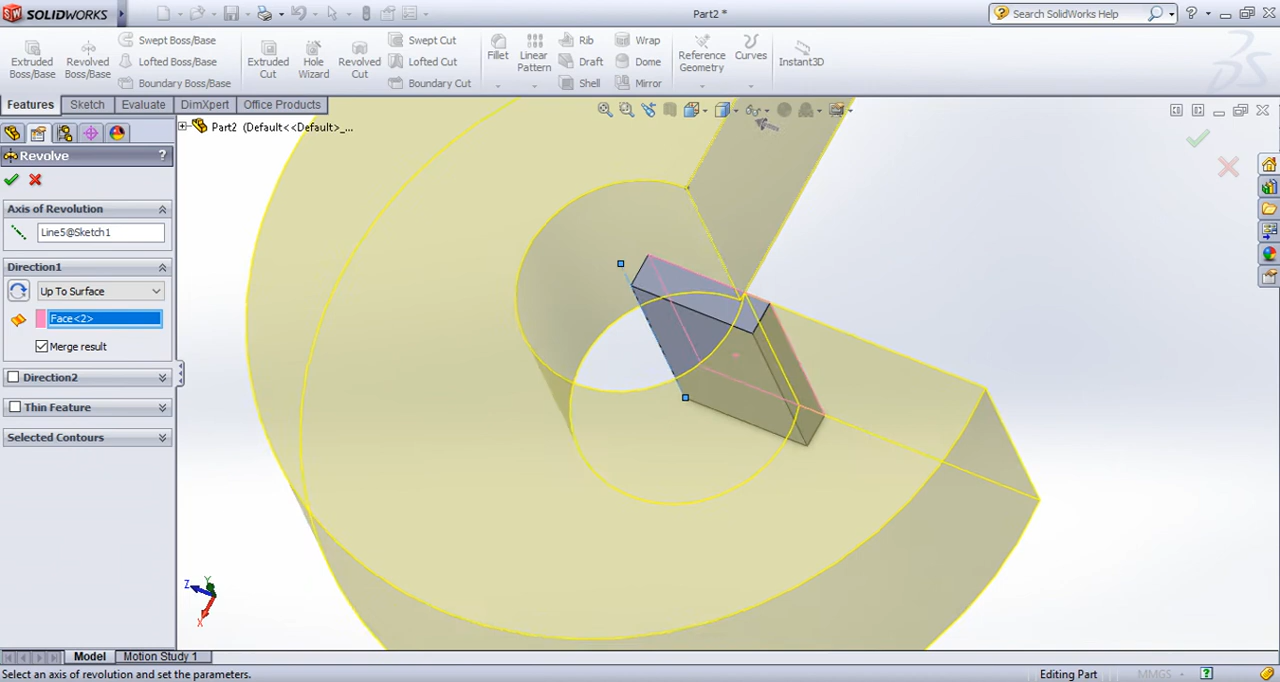 SOLIDWORKS
Part2 *
Search SolidWorks Help
Extruded Boss/Base
Revolved Boss/Base
Swept Boss/Base
Lofted Boss/Base
Boundary Boss/Base
Extruded Cut
Hole Wizard
Revolved Cut
Swept Cut
Lofted Cut
Boundary Cut
Fillet
Linear Pattern
Rib
Draft
Shell
Wrap
Dome
Mirror
Reference Geometry
Curves
Instant3D
Features
Sketch
Evaluate
DimXpert
Office Products
Part2 (Default<<Default>_...
Revolve
?
Axis of Revolution
Line5@Sketch1
Direction1
Up To Surface
Face<2>
Merge result
Direction2
Thin Feature
Selected Contours
Z
Y
X
Model
Motion Study 1
Select an axis of revolution and set the parameters.
Editing Part
MMGS
?